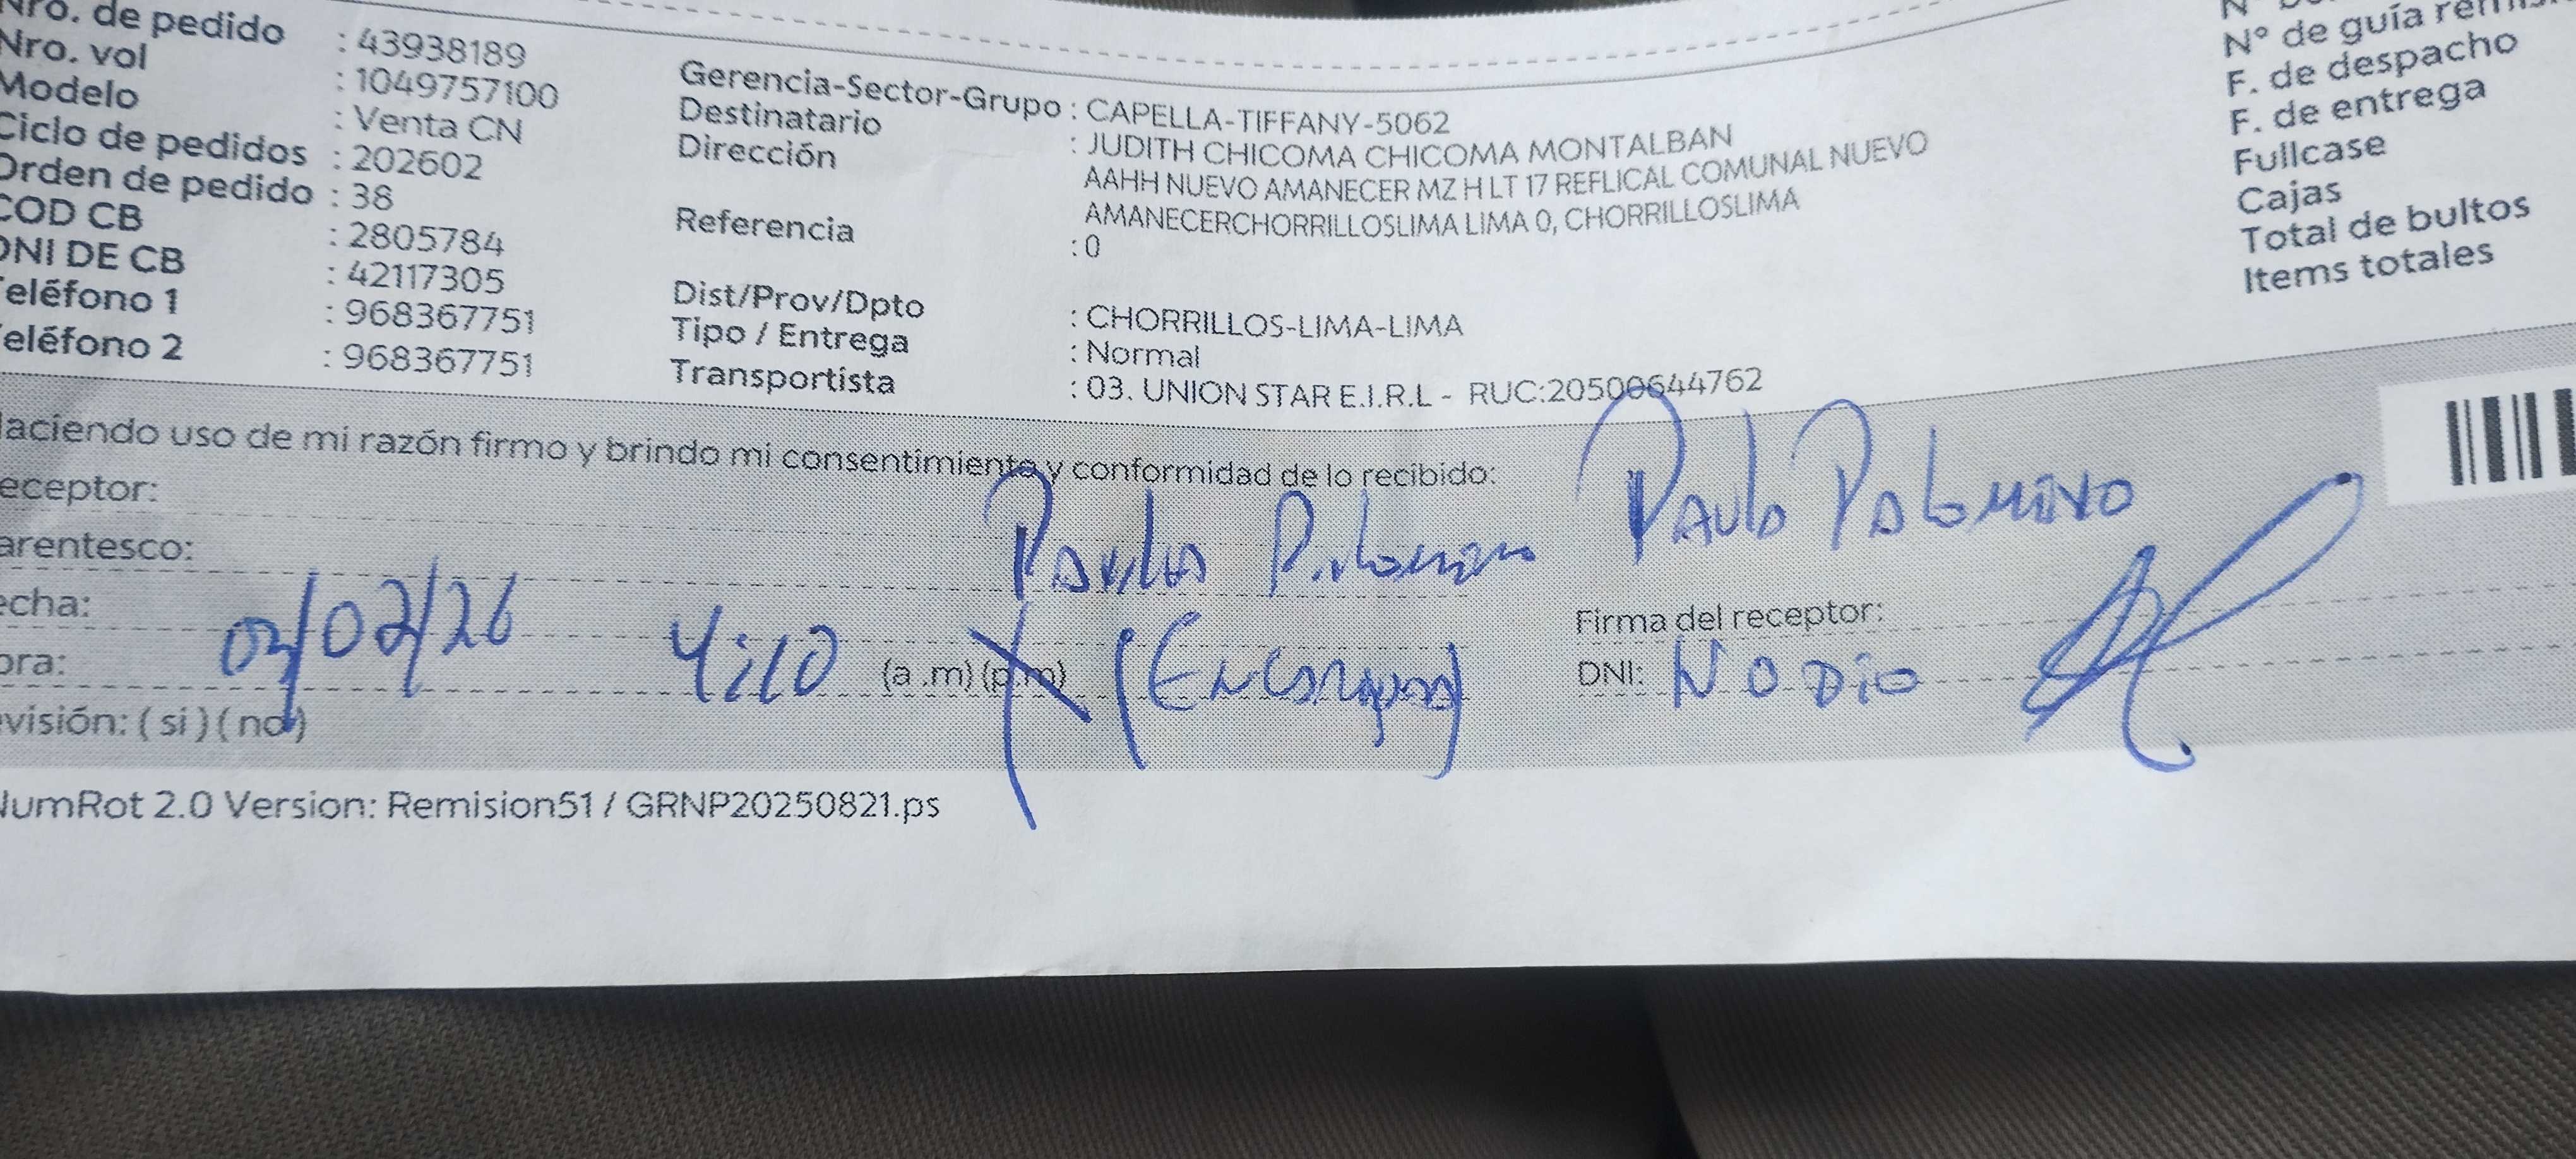 Nro. de pedido : 43938189
Nro. vol : 1049757100
Modelo : Venta CN
Ciclo de pedidos : 202602
Orden de pedido : 38
COD CB : 2805784
DNI DE CB : 42117305
Teléfono 1 : 968367751
Teléfono 2 : 968367751
Gerencia-Sector-Grupo : CAPELLA-TIFFANY-5062
Destinatario : JUDITH CHICOMA CHICOMA MONTALBAN
Dirección AAHH NUEVO AMANECER MZ H LT 17 REFLICAL COMUNAL NUEVO
AMANECERCHORRILLOSLIMA LIMA 0, CHORRILLOSLIMA
Referencia : 0
Dist/Prov/Dpto : CHORRILLOS-LIMA-LIMA
Tipo / Entrega : Normal
Transportista : 03. UNION STAR E.I.R.L - RUC:20500644762
N° de guía
F. de despacho
F. de entrega
Fullcase
Cajas
Total de bultos
Items totales
Haciendo uso de mi razón firmo y brindo mi consentimiento y conformidad de lo recibido:
eceptor:
arentesco:
echa: /02/26
ora: 4:10 (a .m) (p.m)
evisión: ( si ) ( no )
Paulo Palomino Paulo Palomino
Firma del receptor:
DNI: NO DIO
NumRot 2.0 Version: Remision51 / GRNP20250821.ps